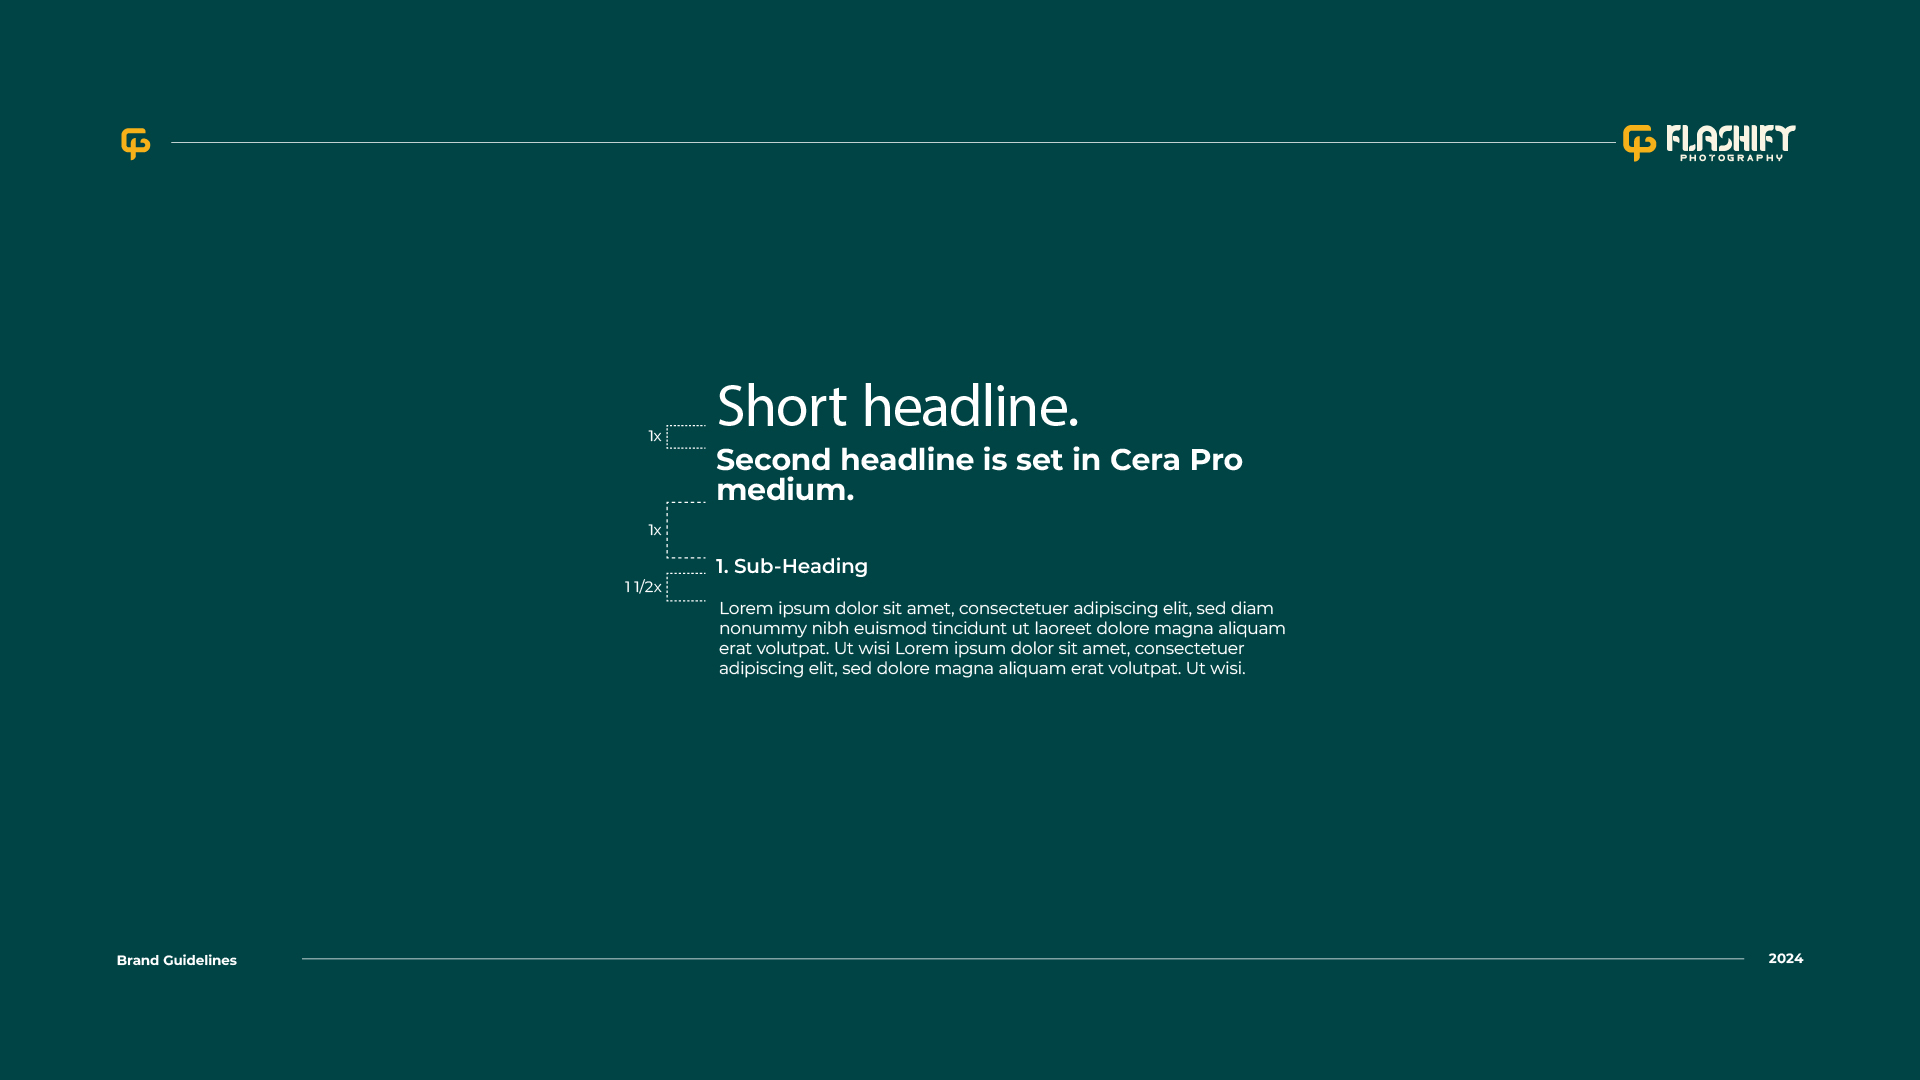 FLASHIFY
PHOTOGRAPHY
Short headline.
1x
Second headline is set in Cera Pro
medium.
1x
1. Sub-Heading
1 1/2x
Lorem ipsum dolor sit amet, consectetuer adipiscing elit, sed diam
nonummy nibh euismod tincidunt ut laoreet dolore magna aliquam
erat volutpat. Ut wisi Lorem ipsum dolor sit amet, consectetuer
adipiscing elit, sed dolore magna aliquam erat volutpat. Ut wisi.
Brand Guidelines
2024